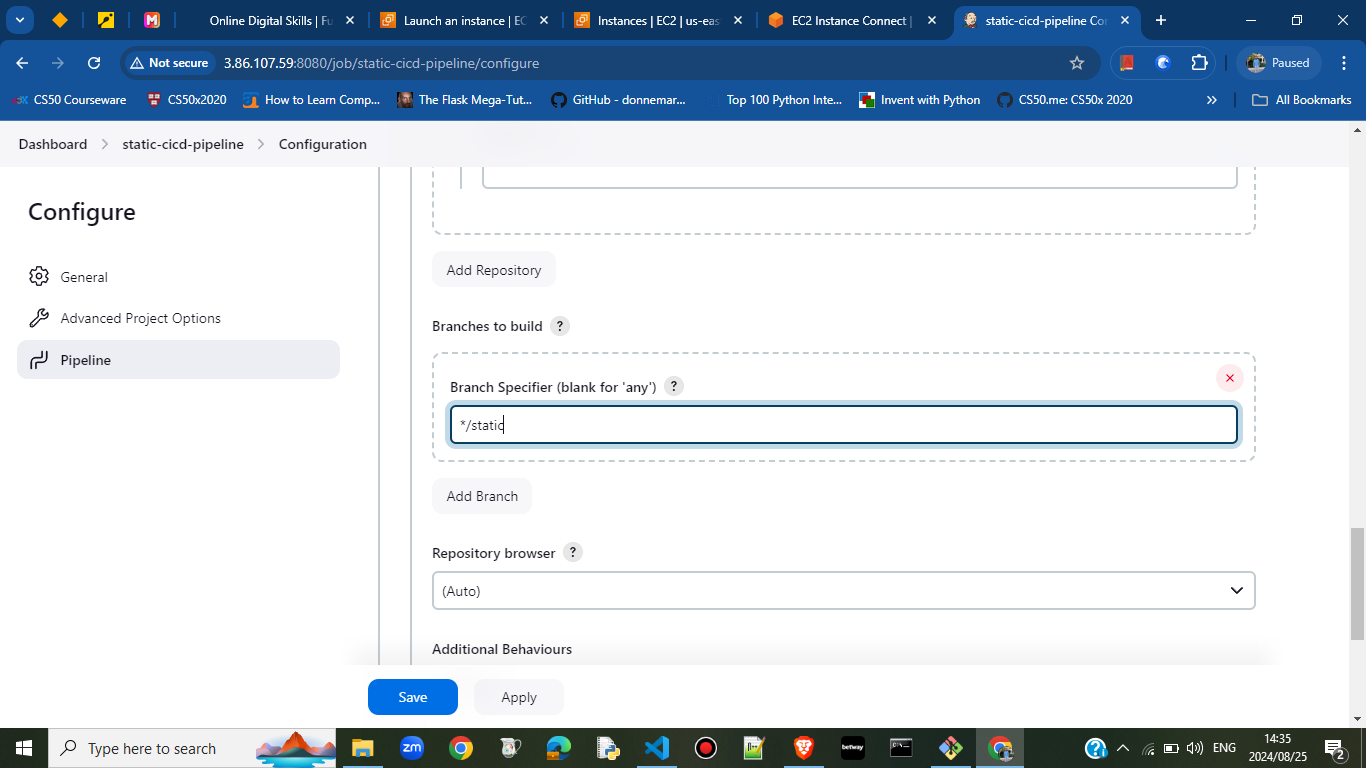 Online Digital Skills | Fu
Launch an instance | EC
Instances | EC2 | us-eas
EC2 Instance Connect |
static-cicd-pipeline Con
Not secure
3.86.107.59:8080/job/static-cicd-pipeline/configure
Paused
CS50 Courseware
CS50x2020
How to Learn Comp...
The Flask Mega-Tut...
GitHub - donnemar...
Top 100 Python Inte...
Invent with Python
CS50.me: CS50x 2020
»
All Bookmarks
Dashboard > static-cicd-pipeline > Configuration
Configure
General
Advanced Project Options
Pipeline
Add Repository
Branches to build ?
Branch Specifier (blank for 'any') ?
*/static
Add Branch
Repository browser ?
(Auto)
Additional Behaviours
Save
Apply
Type here to search
zm
betway
ENG
14:35
2024/08/25
2